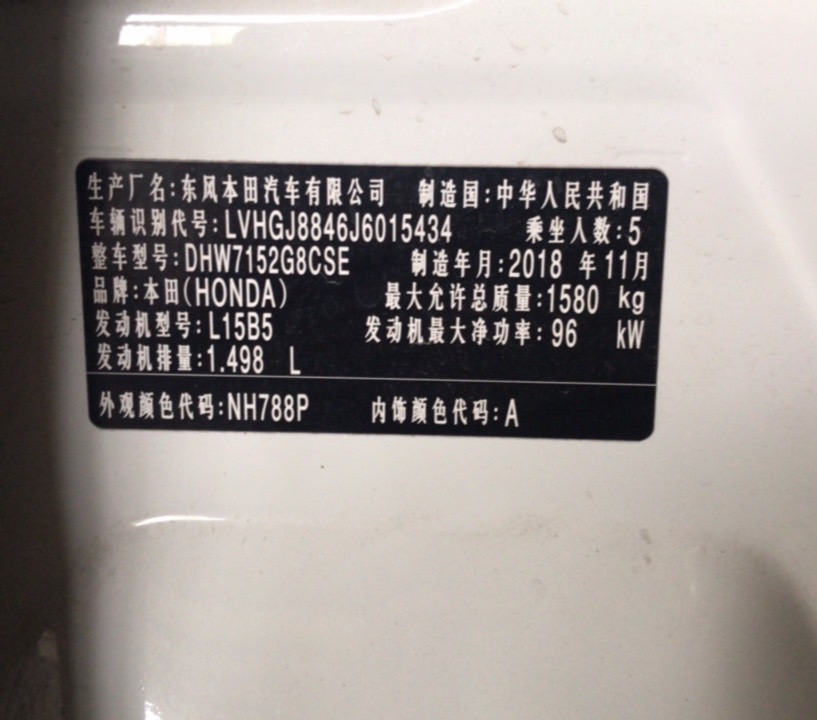 生产厂名:东风本田汽车有限公司 制造国:中华人民共和国
车辆识别代号:LVHGJ8846J6015434 乘坐人数:5
整车型号:DHW7152G8CSE 制造年月:2018 年11月
品牌:本田(HONDA) 最大允许总质量:1580 kg
发动机型号:L15B5 发动机最大净功率:96 kW
发动机排量:1.498 L
外观颜色代码:NH788P 内饰颜色代码:A